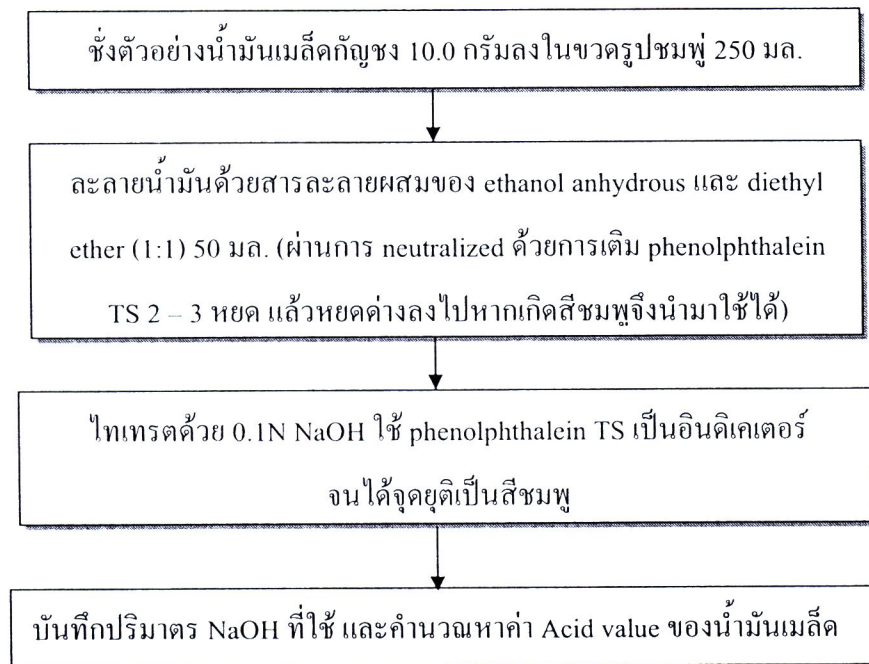 ชั่งตัวอย่างน้ำมันเมล็ดกัญชง 10.0 กรัมลงในขวดรูปชมพู่ 250 มล.
ละลายน้ำมันด้วยสารละลายผสมของ ethanol anhydrous และ diethyl
ether (1:1) 50 มล. (ผ่านการ neutralized ด้วยการเติม phenolphthalein
TS 2 – 3 หยด แล้วหยดด่างลงไปหากเกิดสีชมพูจึงนำมาใช้ได้)
ไทเทรตด้วย 0.1N NaOH ใช้ phenolphthalein TS เป็นอินดิเคเตอร์
จนได้จุดยุติเป็นสีชมพู
บันทึกปริมาตร NaOH ที่ใช้ และคำนวณหาค่า Acid value ของน้ำมันเมล็ด